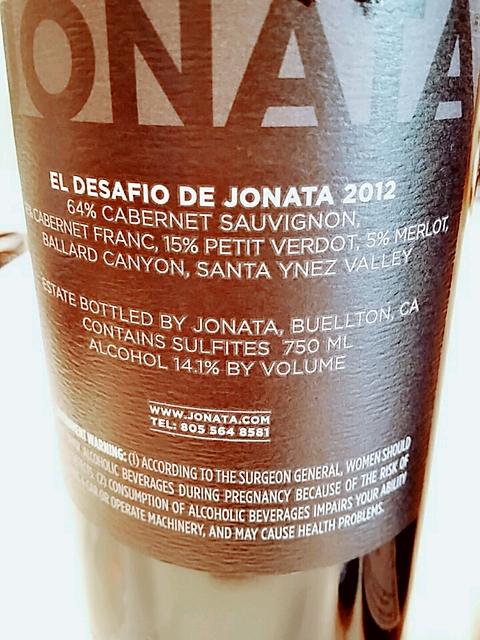 JONATA
EL DESAFIO DE JONATA 2012
64% CABERNET SAUVIGNON,
CABERNET FRANC, 15% PETIT VERDOT, 5% MERLOT,
BALLARD CANYON, SANTA YNEZ VALLEY
ESTATE BOTTLED BY JONATA, BUELLTON, CA
CONTAINS SULFITES 750 ML
ALCOHOL 14.1% BY VOLUME
WWW.JONATA.COM
TEL: 805 564 8581
WARNING: (1) ACCORDING TO THE SURGEON GENERAL, WOMEN SHOULD
ALCOHOLIC BEVERAGES DURING PREGNANCY BECAUSE OF THE RISK OF
(2) CONSUMPTION OF ALCOHOLIC BEVERAGES IMPAIRS YOUR ABILITY
CAR OR OPERATE MACHINERY, AND MAY CAUSE HEALTH PROBLEMS.